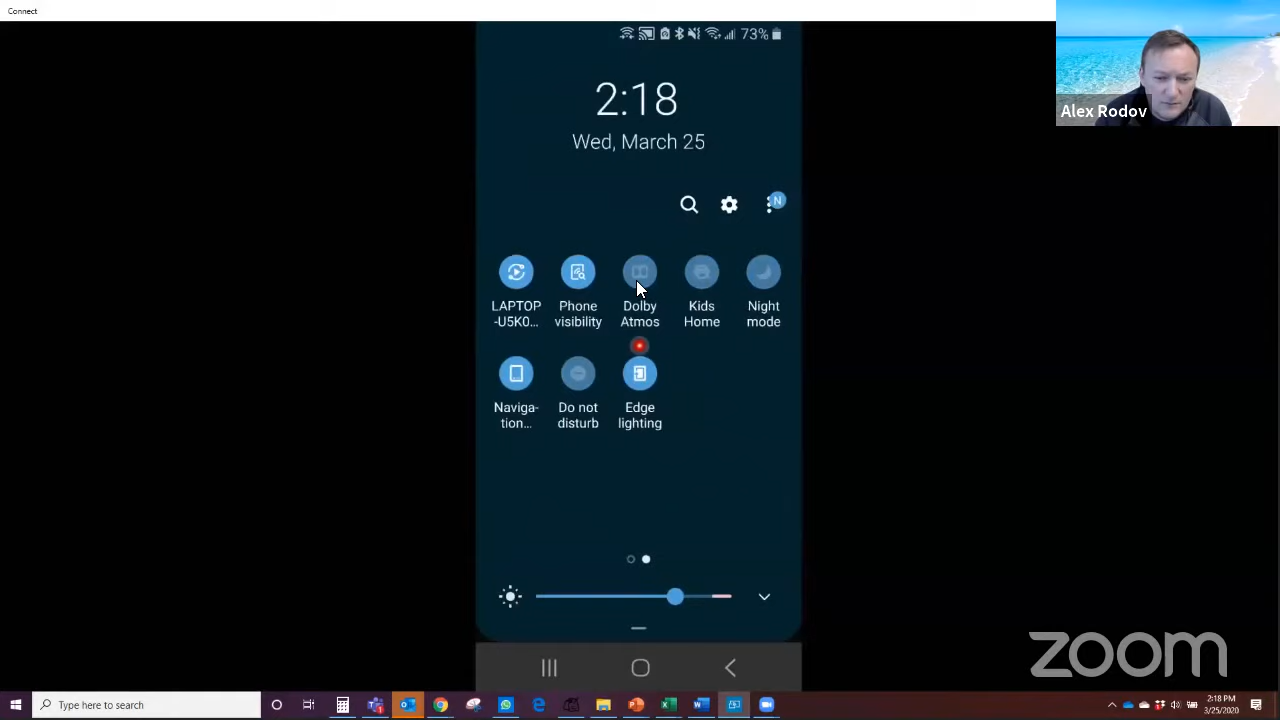 Connect
73%
2:18
Wed, March 25
N
LAPTOP
-U5K0...
Phone
visibility
Dolby
Atmos
Kids
Home
Night
mode
Naviga-
tion...
Do not
disturb
Edge
lighting
Alex Rodov
zoom
Type here to search
2:18 PM
3/25/2020